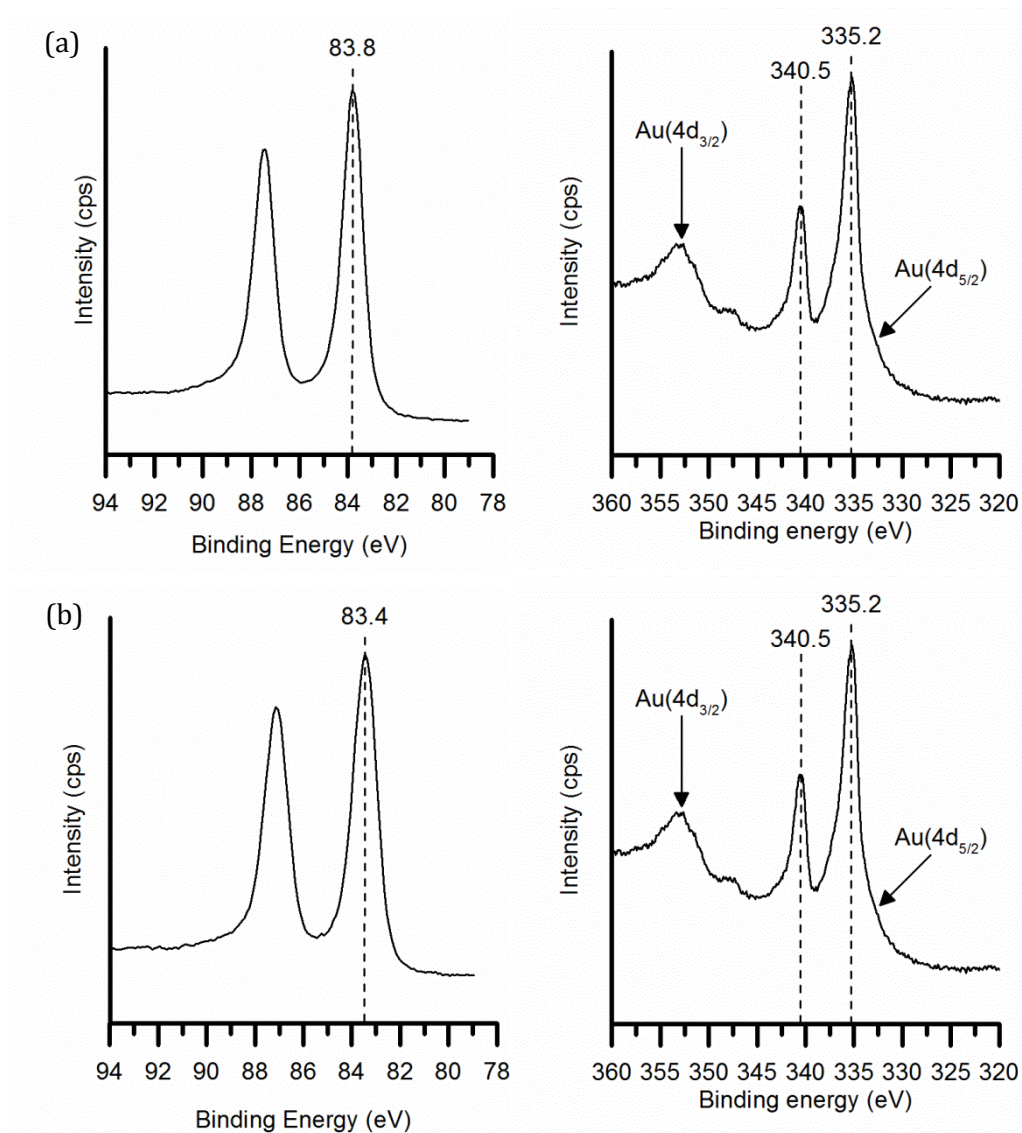 (a)
83.8
Intensity (cps)
94 92 90 88 86 84 82 80 78
Binding Energy (eV)
335.2
340.5
Au(4d3/2)
Au(4d5/2)
Intensity (cps)
360 355 350 345 340 335 330 325 320
Binding energy (eV)
(b)
83.4
Intensity (cps)
94 92 90 88 86 84 82 80 78
Binding Energy (eV)
335.2
340.5
Au(4d3/2)
Au(4d5/2)
Intensity (cps)
360 355 350 345 340 335 330 325 320
Binding energy (eV)